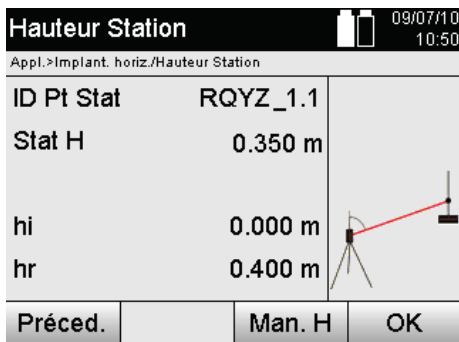 Hauteur Station
09/07/10
10:50
Appl.>Implant. horiz./Hauteur Station
ID Pt Stat RQYZ_1.1
Stat H 0.350 m
hi 0.000 m
hr 0.400 m
Préced. Man. H OK